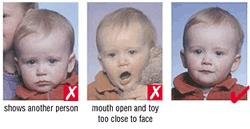 shows another person
mouth open and toy
too close to face